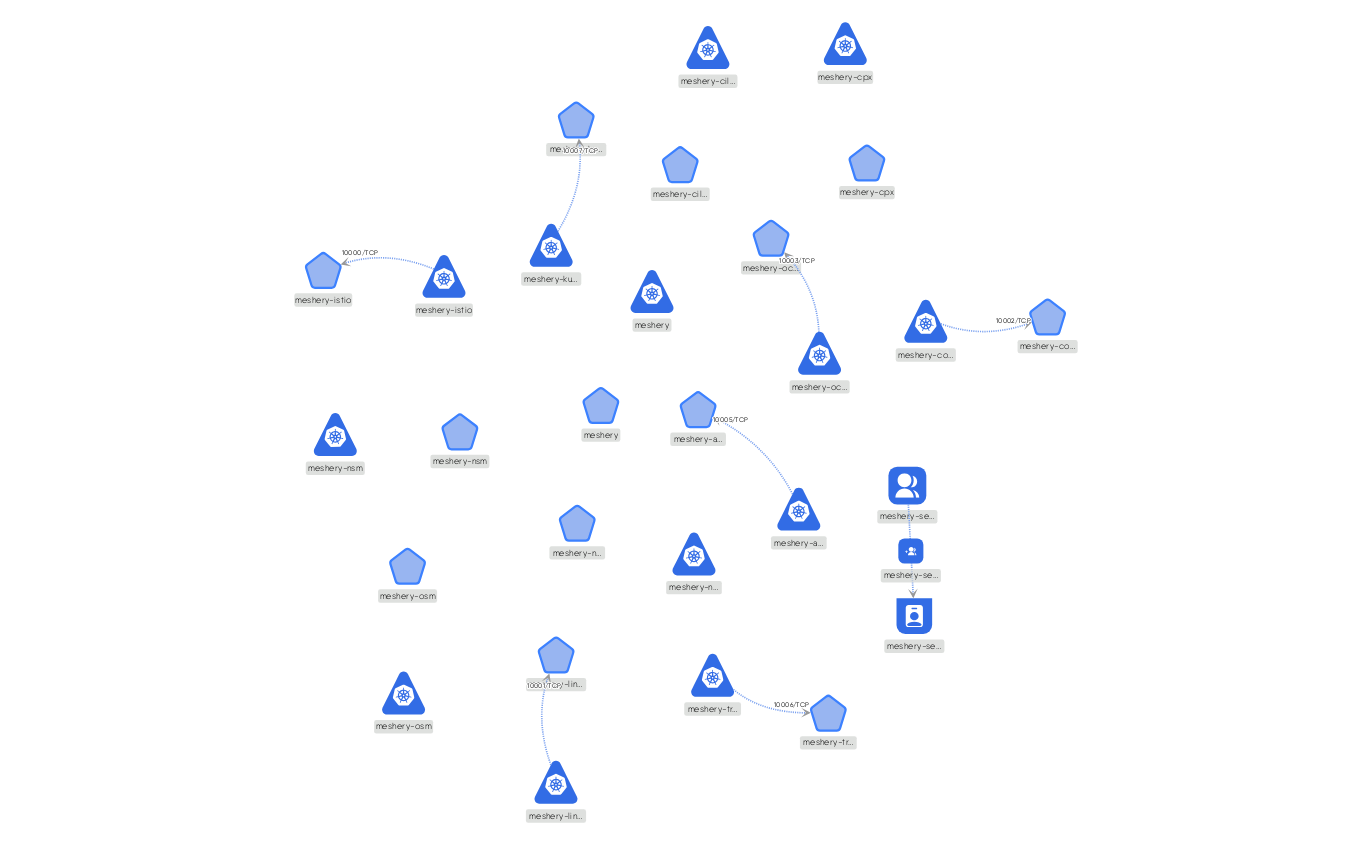 meshery-cil...
meshery-cpx
10007/TCP
meshery-cil...
meshery-cpx
10000/TCP
meshery-istio
meshery-istio
meshery-ku...
meshery
meshery-oc...
10003/TCP
10002/TCP
meshery-co...
meshery-co...
meshery-oc...
meshery-nsm
meshery-nsm
meshery
meshery-a...
10005/TCP
meshery-se...
meshery-a...
meshery-n...
meshery-n...
meshery-se...
meshery-osm
meshery-se...
10001/TCP
-lin...
meshery-osm
meshery-tr...
10006/TCP
meshery-tr...
meshery-lin...